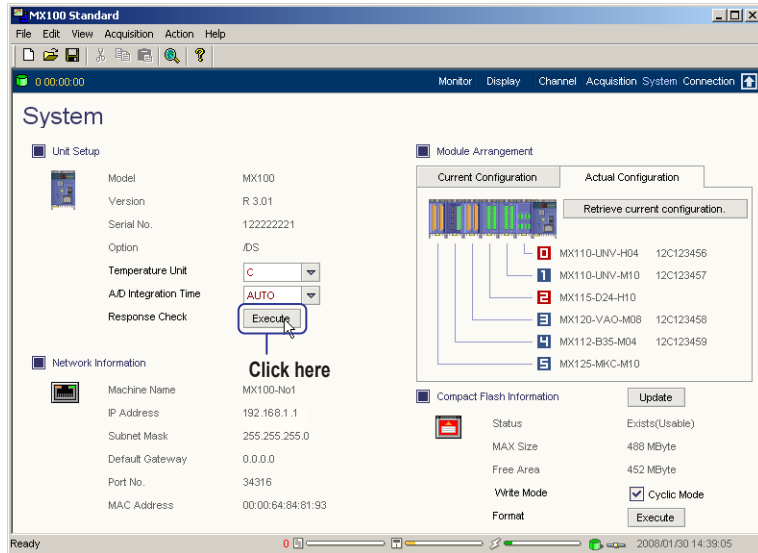 MX100 Standard
File Edit View Acquisition Action Help
0 00:00:00
Monitor Display Channel Acquisition System Connection
System
Unit Setup
Model MX100
Version R 3.01
Serial No. 122222221
Option /DS
Temperature Unit C
A/D Integration Time AUTO
Response Check Execute
Click here
Network Information
Machine Name MX100-No1
IP Address 192.168.1.1
Subnet Mask 255.255.255.0
Default Gateway 0.0.0.0
Port No. 34316
MAC Address 00:00:64:84:81:93
Module Arrangement
Current Configuration Actual Configuration
Retrieve current configuration.
0 MX110-UNV-H04 12C123456
1 MX110-UNV-M10 12C123457
2 MX115-D24-H10
3 MX120-VAO-M08 12C123458
4 MX112-B35-M04 12C123459
5 MX125-MKC-M10
Compact Flash Information Update
Status Exists(Usable)
MAX Size 488 MByte
Free Area 452 MByte
Write Mode Cyclic Mode
Format Execute
Ready 0 2008/01/30 14:39:05